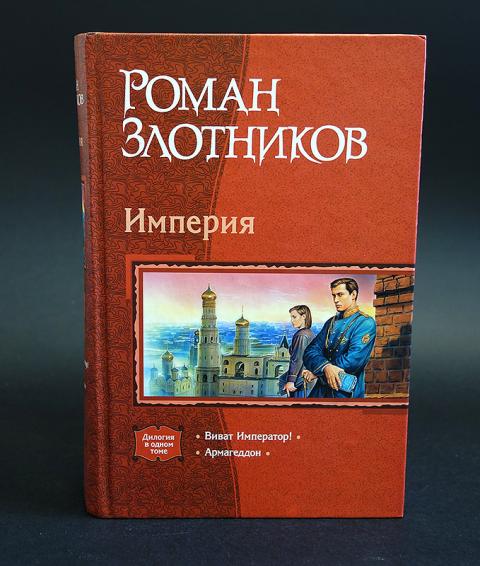 Роман
Злотников
Империя
Дилогия
в одном
томе
• Виват Император! •
• Армагеддон •